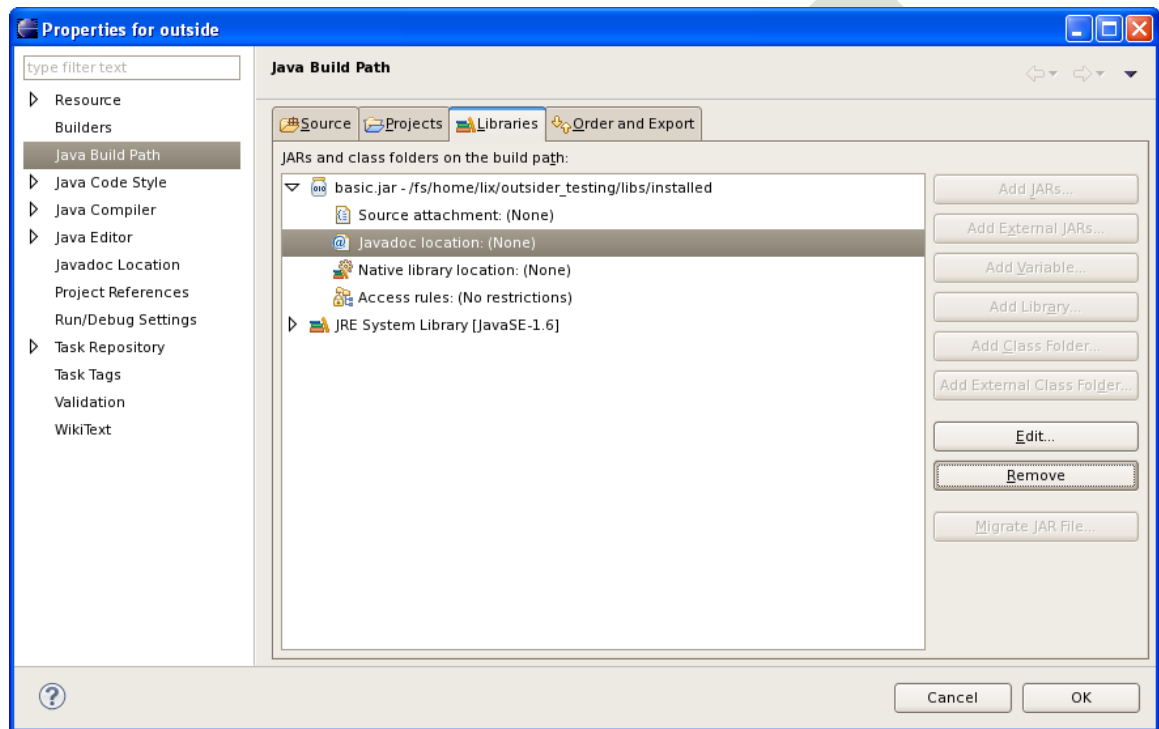 Properties for outside
type filter text
Resource
Builders
Java Build Path
Java Code Style
Java Compiler
Java Editor
Javadoc Location
Project References
Run/Debug Settings
Task Repository
Task Tags
Validation
WikiText
Java Build Path
Source Projects Libraries Order and Export
JARs and class folders on the build path:
basic.jar - /fs/home/lix/outsider_testing/libs/installed
Source attachment: (None)
Javadoc location: (None)
Native library location: (None)
Access rules: (No restrictions)
JRE System Library [JavaSE-1.6]
Add JARs...
Add External JARs...
Add Variable...
Add Library...
Add Class Folder...
Add External Class Folder...
Edit...
Remove
Migrate JAR File...
Cancel OK